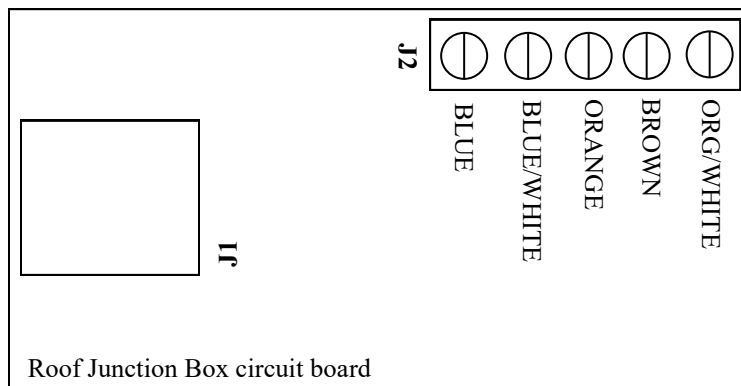 J2
BLUE
BLUE/WHITE
ORANGE
BROWN
ORG/WHITE
J1
Roof Junction Box circuit board